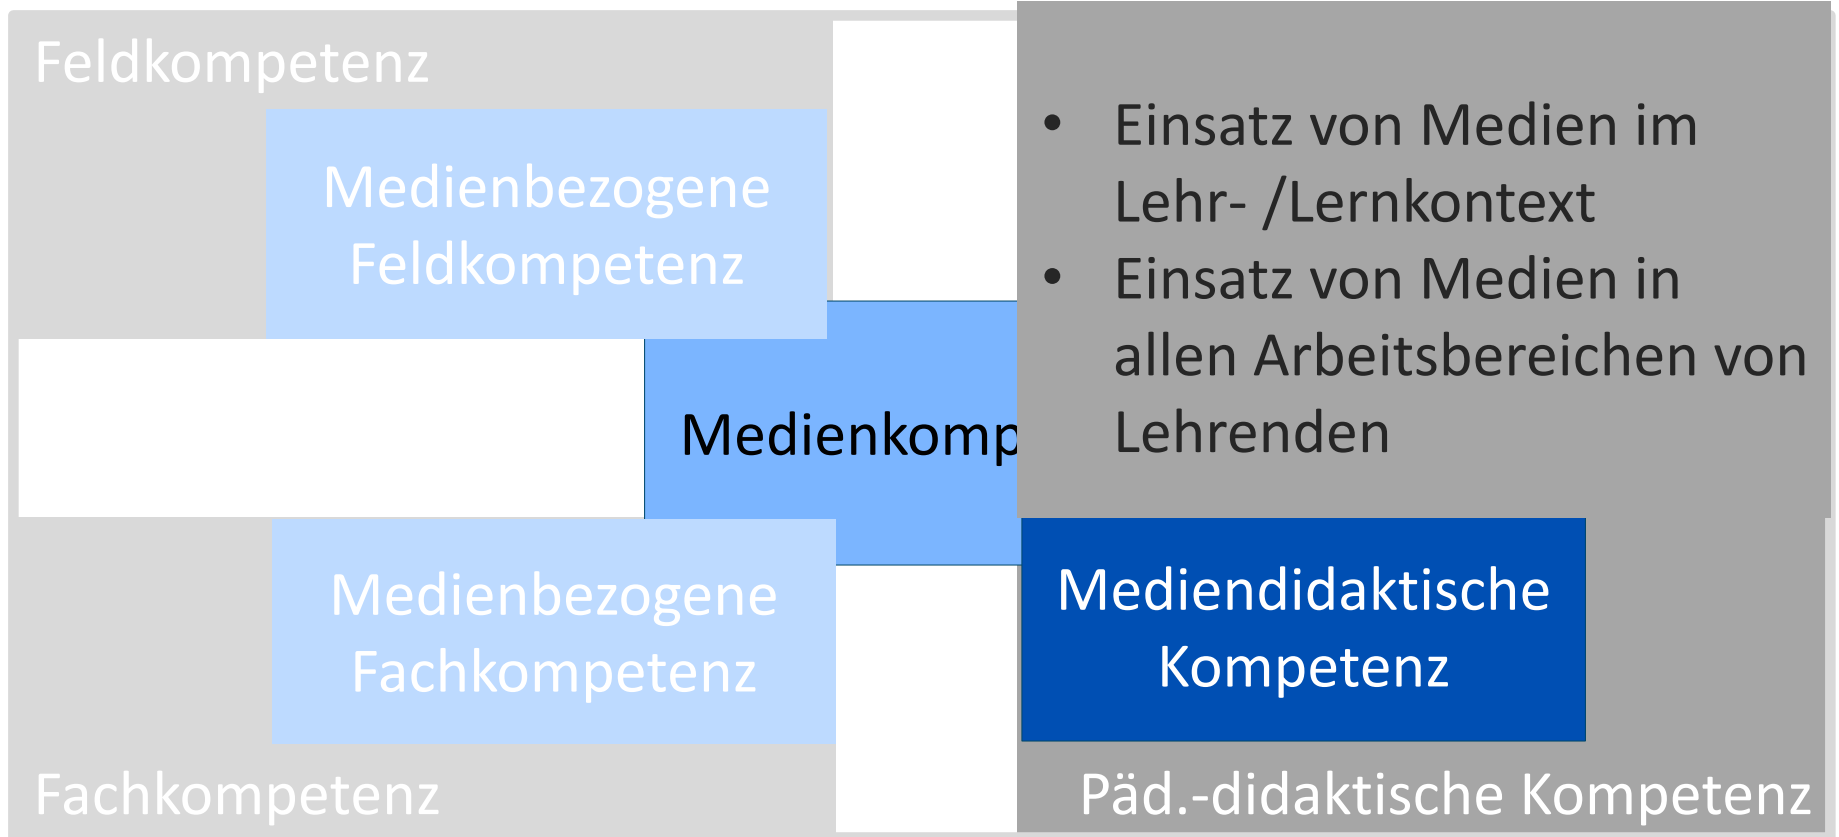 Feldkompetenz
Medienbezogene
Feldkompetenz
• Einsatz von Medien im
Lehr- /Lernkontext
• Einsatz von Medien in
allen Arbeitsbereichen von
Lehrenden
Medienkomp
Medienbezogene
Fachkompetenz
Mediendidaktische
Kompetenz
Fachkompetenz
Päd.-didaktische Kompetenz